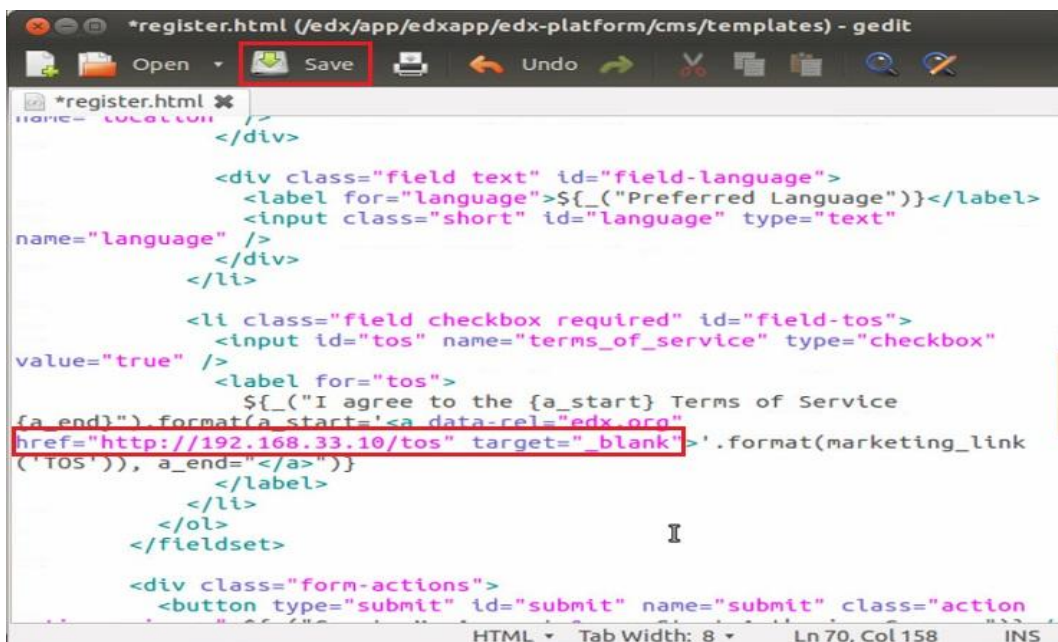 *register.html (/edx/app/edxapp/edx-platform/cms/templates) - gedit
Open Save Undo
*register.html
name="location" />
</div>
<div class="field text" id="field-language">
<label for="language">${_("Preferred Language")}</label>
<input class="short" id="language" type="text"
name="language" />
</div>
</li>
<li class="field checkbox required" id="field-tos">
<input id="tos" name="terms_of_service" type="checkbox"
value="true" />
<label for="tos">
${_("I agree to the {a_start} Terms of Service
{a_end}").format(a_start='<a data-rel="edx.org"
href="http://192.168.33.10/tos" target="_blank">'.format(marketing_link
('TOS')), a_end="</a>")}
</label>
</li>
</ol>
</fieldset>
<div class="form-actions">
<button type="submit" id="submit" name="submit" class="action
HTML Tab Width: 8 Ln 70, Col 158 INS